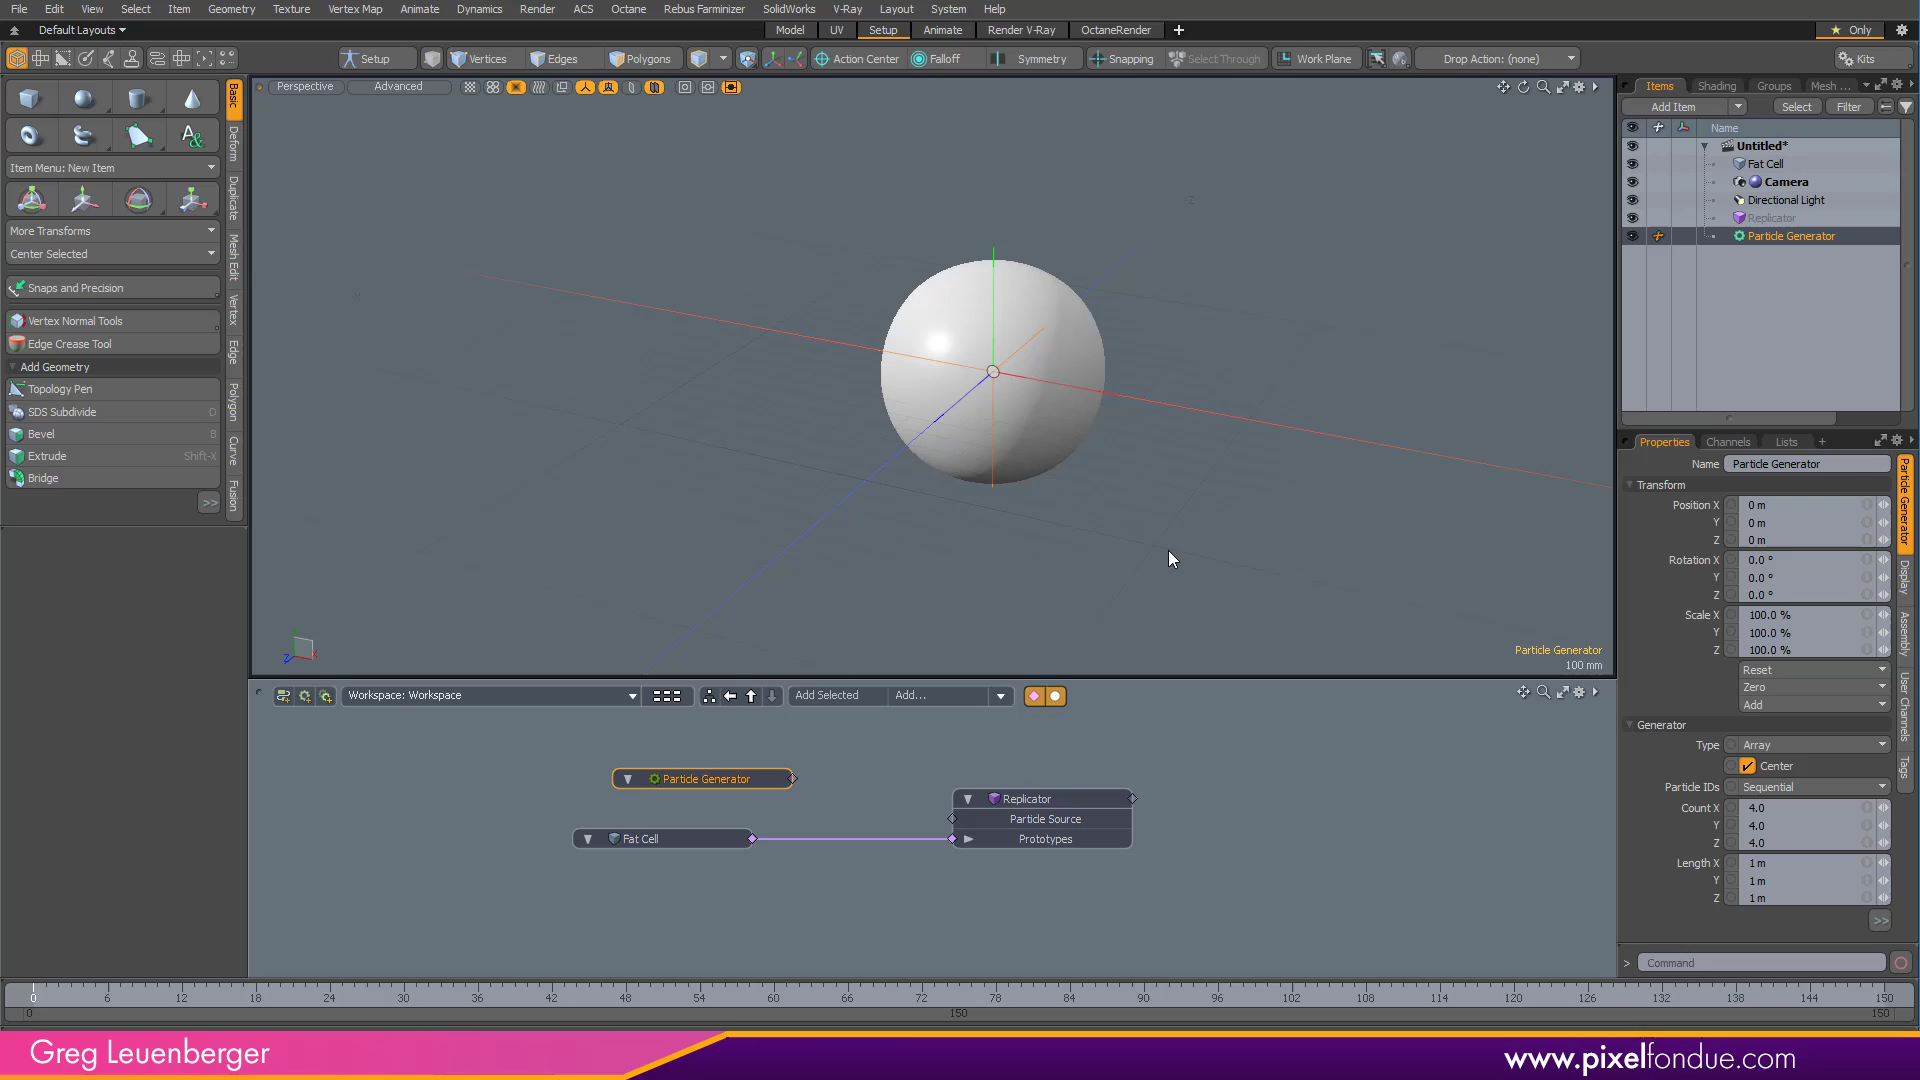 File Edit View Select Item Geometry Texture Vertex Map Animate Dynamics Render ACS Octane Rebus Farminizer SolidWorks V-Ray Layout System Help
Default Layouts Model UV Setup Animate Render V-Ray OctaneRender + Only
Setup Vertices Edges Polygons Action Center Falloff Symmetry Snapping Select Through Work Plane Drop Action: (none) Kits
Perspective Advanced
Basic
Deform
Duplicate
Mesh Edit
Vertex
Edge
Polygon
Curve
Fusion
Item Menu: New Item
More Transforms
Center Selected
Snaps and Precision
Vertex Normal Tools
Edge Crease Tool
Add Geometry
Topology Pen
SDS Subdivide D
Bevel B
Extrude Shift-X
Bridge
>>
Particle Generator
100 mm
Items Shading Groups Mesh ...
Add Item Select Filter
Name
Untitled*
Fat Cell
Camera
Directional Light
Replicator
Particle Generator
Properties Channels Lists +
Name Particle Generator
Transform
Position X 0 m
Y 0 m
Z 0 m
Rotation X 0.0 °
Y 0.0 °
Z 0.0 °
Scale X 100.0 %
Y 100.0 %
Z 100.0 %
Reset
Zero
Add
Generator
Type Array
Center
Particle IDs Sequential
Count X 4.0
Y 4.0
Z 4.0
Length X 1 m
Y 1 m
Z 1 m
>>
Particle Generator
Display
Assembly
User Channels
Tags
> Command
Workspace: Workspace Add Selected Add...
Particle Generator
Replicator
Particle Source
Fat Cell
Prototypes
0 6 12 18 24 30 36 42 48 54 60 66 72 78 84 90 96 102 108 114 120 126 132 138 144 150
0 150 150
Greg Leuenberger
www.pixelfondue.com